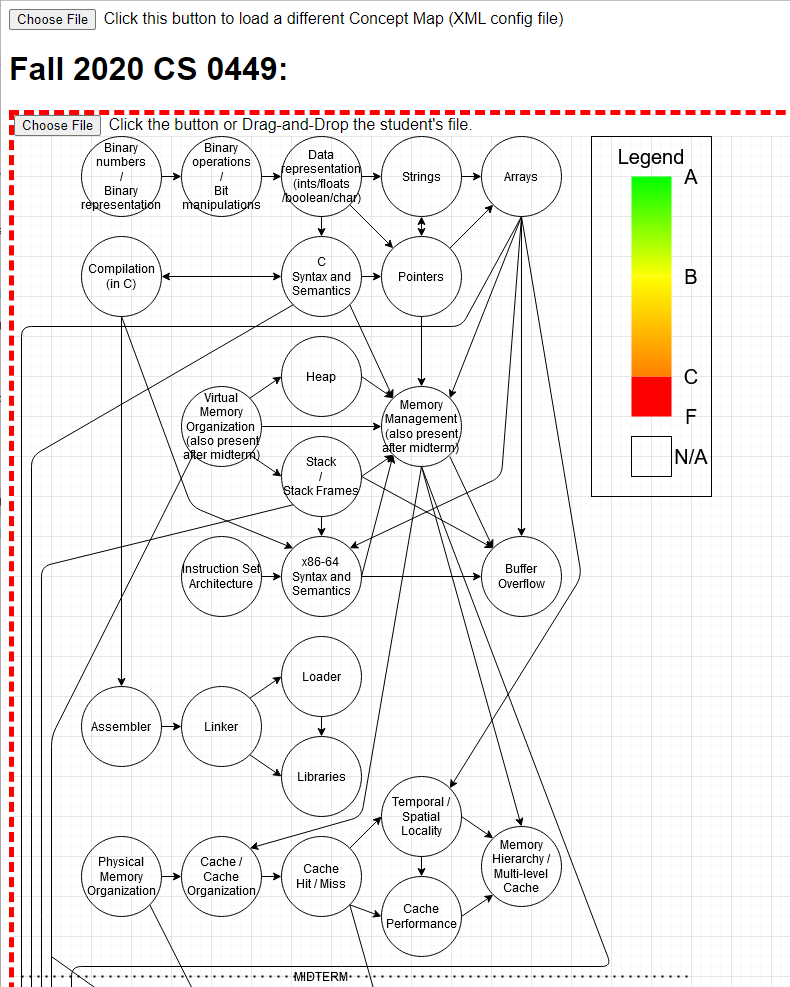 Choose File Click this button to load a different Concept Map (XML config file)
Fall 2020 CS 0449:
Choose File Click the button or Drag-and-Drop the student's file.
Binary
numbers
/
Binary
representation
Binary
operations
/
Bit
manipulations
Data
representation
(ints/floats
/boolean/char)
Strings
Arrays
Legend
A
B
C
F
N/A
Compilation
(in C)
C
Syntax and
Semantics
Pointers
Heap
Virtual
Memory
Organization
(also present
after midterm)
Memory
Management
(also present
after midterm)
Stack
/
Stack Frames
Instruction Set
Architecture
x86-64
Syntax and
Semantics
Buffer
Overflow
Loader
Assembler
Linker
Libraries
Temporal /
Spatial
Locality
Physical
Memory
Organization
Cache /
Cache
Organization
Cache
Hit / Miss
Memory
Hierarchy /
Multi-level
Cache
Cache
Performance
MIDTERM